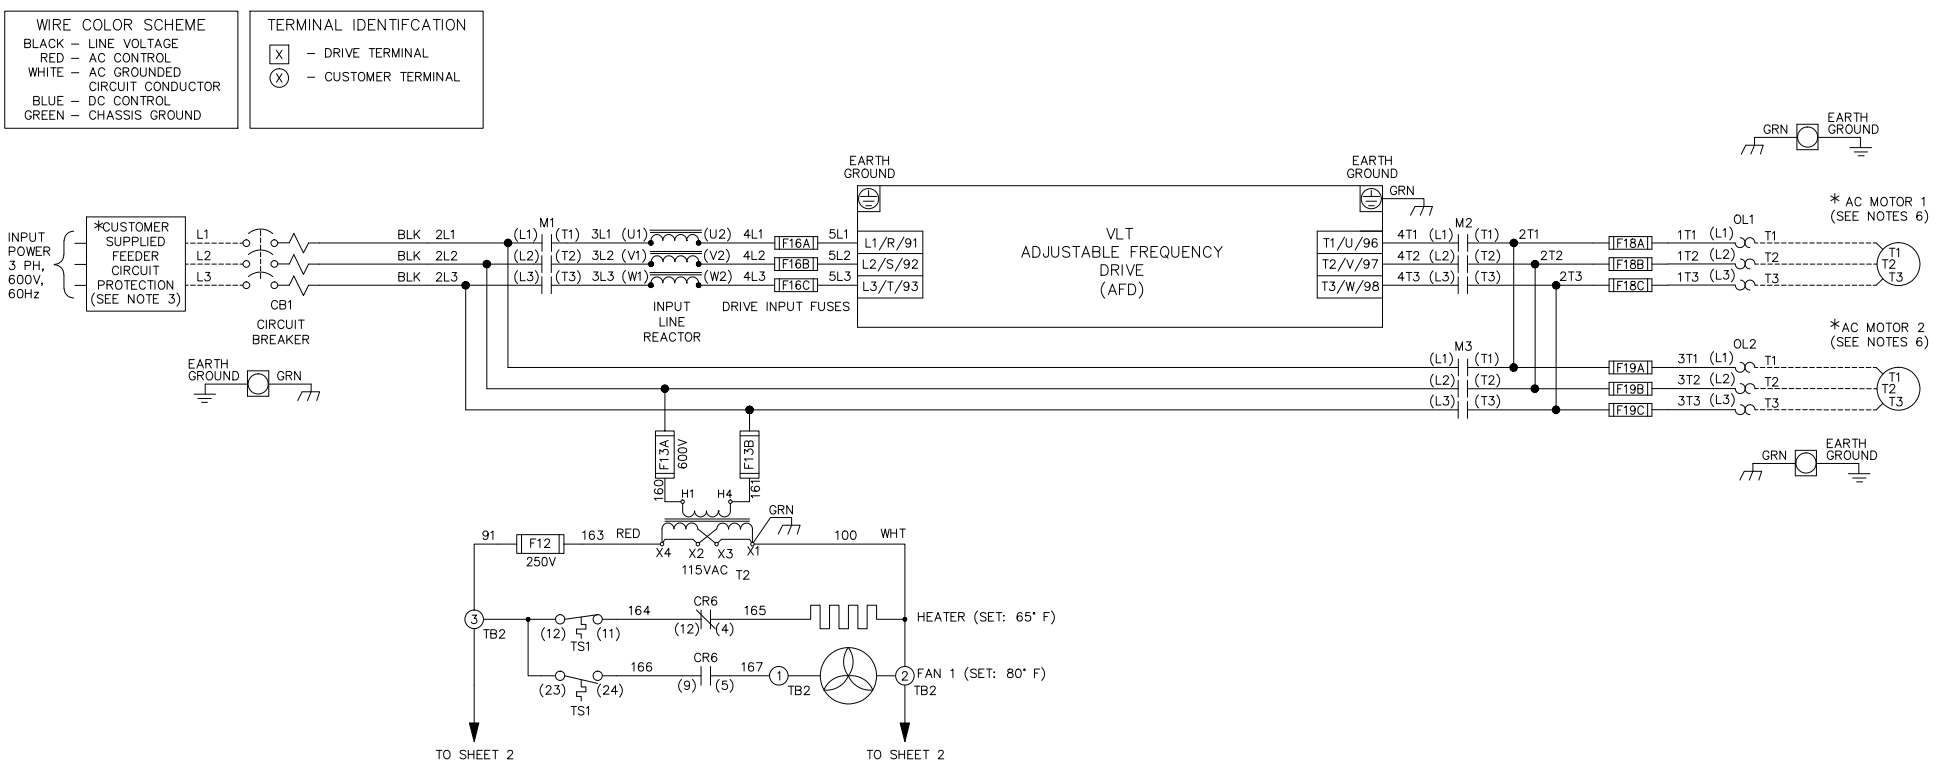 WIRE COLOR SCHEME
BLACK – LINE VOLTAGE
RED – AC CONTROL
WHITE – AC GROUNDED
CIRCUIT CONDUCTOR
BLUE – DC CONTROL
GREEN – CHASSIS GROUND
TERMINAL IDENTIFCATION
X – DRIVE TERMINAL
X – CUSTOMER TERMINAL
GRN
EARTH
GROUND
INPUT
POWER
3 PH,
600V,
60Hz
*CUSTOMER
SUPPLIED
FEEDER
CIRCUIT
PROTECTION
(SEE NOTE 3)
L1
L2
L3
CB1
CIRCUIT
BREAKER
BLK 2L1
BLK 2L2
BLK 2L3
M1
(L1) (T1) 3L1 (U1) (U2) 4L1 F16A 5L1
(L2) (T2) 3L2 (V1) (V2) 4L2 F16B 5L2
(L3) (T3) 3L3 (W1) (W2) 4L3 F16C 5L3
INPUT
LINE
REACTOR
DRIVE INPUT FUSES
EARTH
GROUND
L1/R/91
L2/S/92
L3/T/93
VLT
ADJUSTABLE FREQUENCY
DRIVE
(AFD)
EARTH
GROUND
GRN
T1/U/96
T2/V/97
T3/W/98
M2
4T1 (L1) (T1) 2T1 F18A 1T1 (L1) T1
4T2 (L2) (T2) 2T2 F18B 1T2 (L2) T2
4T3 (L3) (T3) 2T3 F18C 1T3 (L3) T3
OL1
* AC MOTOR 1
(SEE NOTES 6)
T1
T2
T3
M3
(L1) (T1) F19A 3T1 (L1) T1
(L2) (T2) F19B 3T2 (L2) T2
(L3) (T3) F19C 3T3 (L3) T3
OL2
*AC MOTOR 2
(SEE NOTES 6)
T1
T2
T3
GRN
EARTH
GROUND
EARTH
GROUND
GRN
F13A
600V
F13B
160
161
H1 H4
GRN
91 F12 163 RED
250V
X4 X2 X3 X1
100 WHT
115VAC T2
3
TB2
(12) (11)
TS1
164
CR6
(12) (4)
165
HEATER (SET: 65° F)
(23) (24)
TS1
166
CR6
(9) (5)
167
1
TB2
2
TB2
FAN 1 (SET: 80° F)
TO SHEET 2
TO SHEET 2